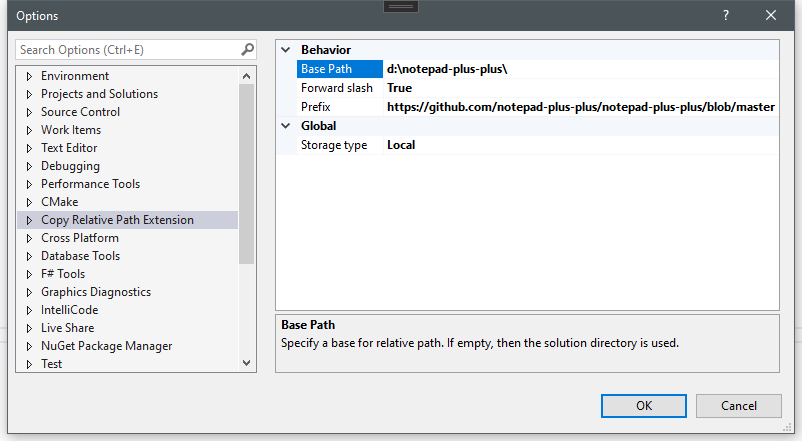 Options
?
Search Options (Ctrl+E)
Environment
Projects and Solutions
Source Control
Work Items
Text Editor
Debugging
Performance Tools
CMake
Copy Relative Path Extension
Cross Platform
Database Tools
F# Tools
Graphics Diagnostics
IntelliCode
Live Share
NuGet Package Manager
Test
Behavior
Base Path d:\notepad-plus-plus\
Forward slash True
Prefix https://github.com/notepad-plus-plus/notepad-plus-plus/blob/master
Global
Storage type Local
Base Path
Specify a base for relative path. If empty, then the solution directory is used.
OK Cancel